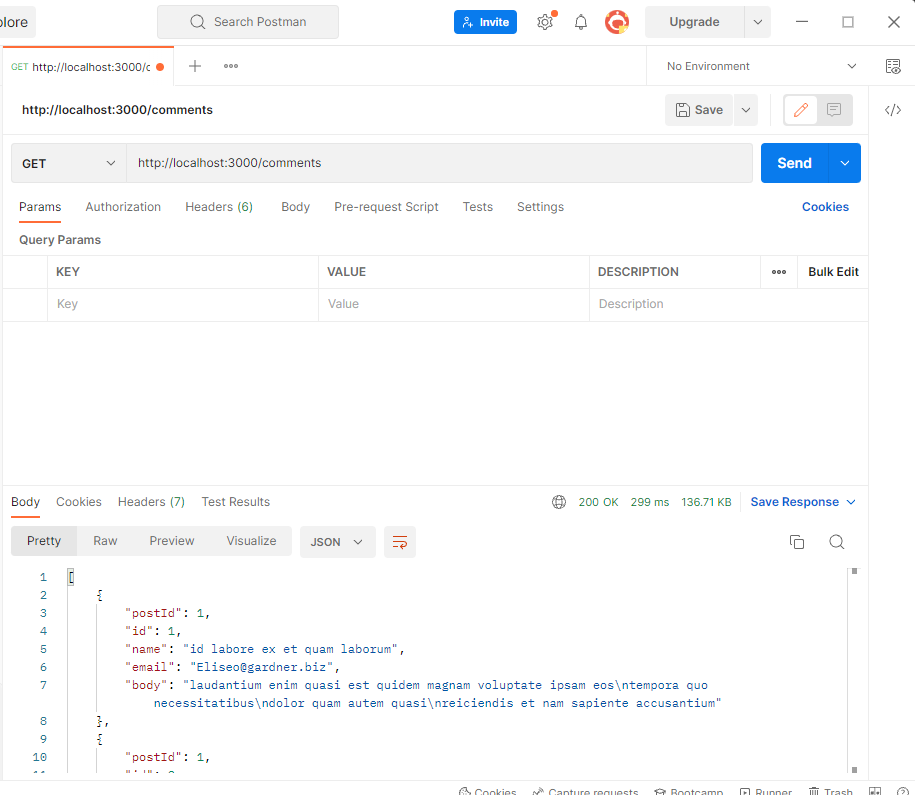 plore
Search Postman
Invite
Upgrade
GET http://localhost:3000/c
No Environment
http://localhost:3000/comments
Save
GET
http://localhost:3000/comments
Send
Params Authorization Headers (6) Body Pre-request Script Tests Settings Cookies
Query Params
KEY VALUE DESCRIPTION Bulk Edit
Key Value Description
Body Cookies Headers (7) Test Results 200 OK 299 ms 136.71 KB Save Response
Pretty Raw Preview Visualize JSON
1 [
2 {
3 "postId": 1,
4 "id": 1,
5 "name": "id labore ex et quam laborum",
6 "email": "Eliseo@gardner.biz",
7 "body": "laudantium enim quasi est quidem magnam voluptate ipsam eos\ntempora quo
necessitatibus\ndolor quam autem quasi\nreiciendis et nam sapiente accusantium"
8 },
9 {
10 "postId": 1,
11 "id":
Cookies Capture requests Bootcamp Runner Trash